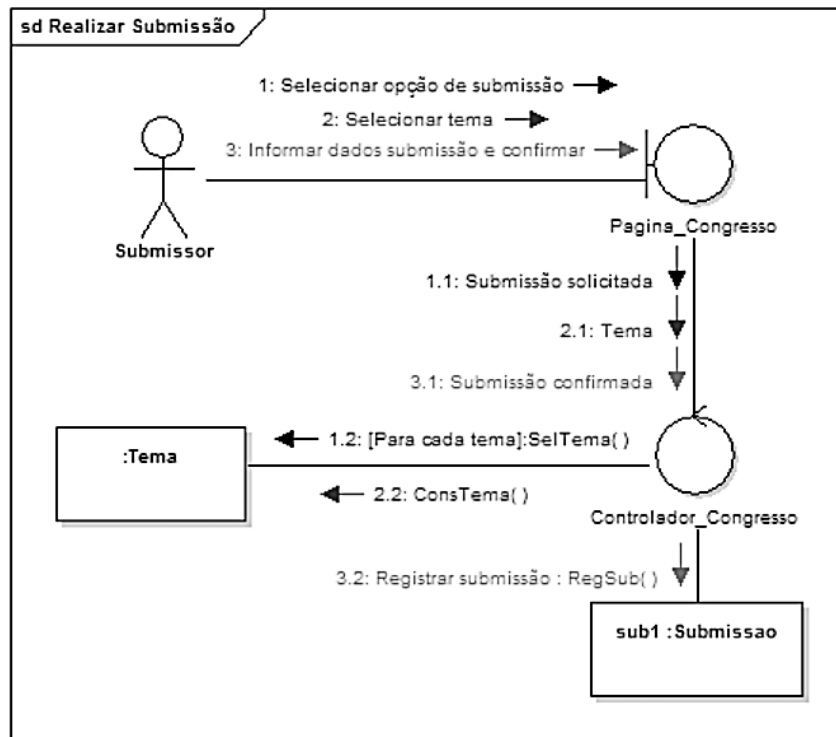 sd Realizar Submissão
1: Selecionar opção de submissão
2: Selecionar tema
3: Informar dados submissão e confirmar
Submissor
Pagina_Congresso
1.1: Submissão solicitada
2.1: Tema
3.1: Submissão confirmada
1.2: [Para cada tema]:SelTema( )
:Tema
2.2: ConsTema( )
Controlador_Congresso
3.2: Registrar submissão : RegSub( )
sub1 :Submissao